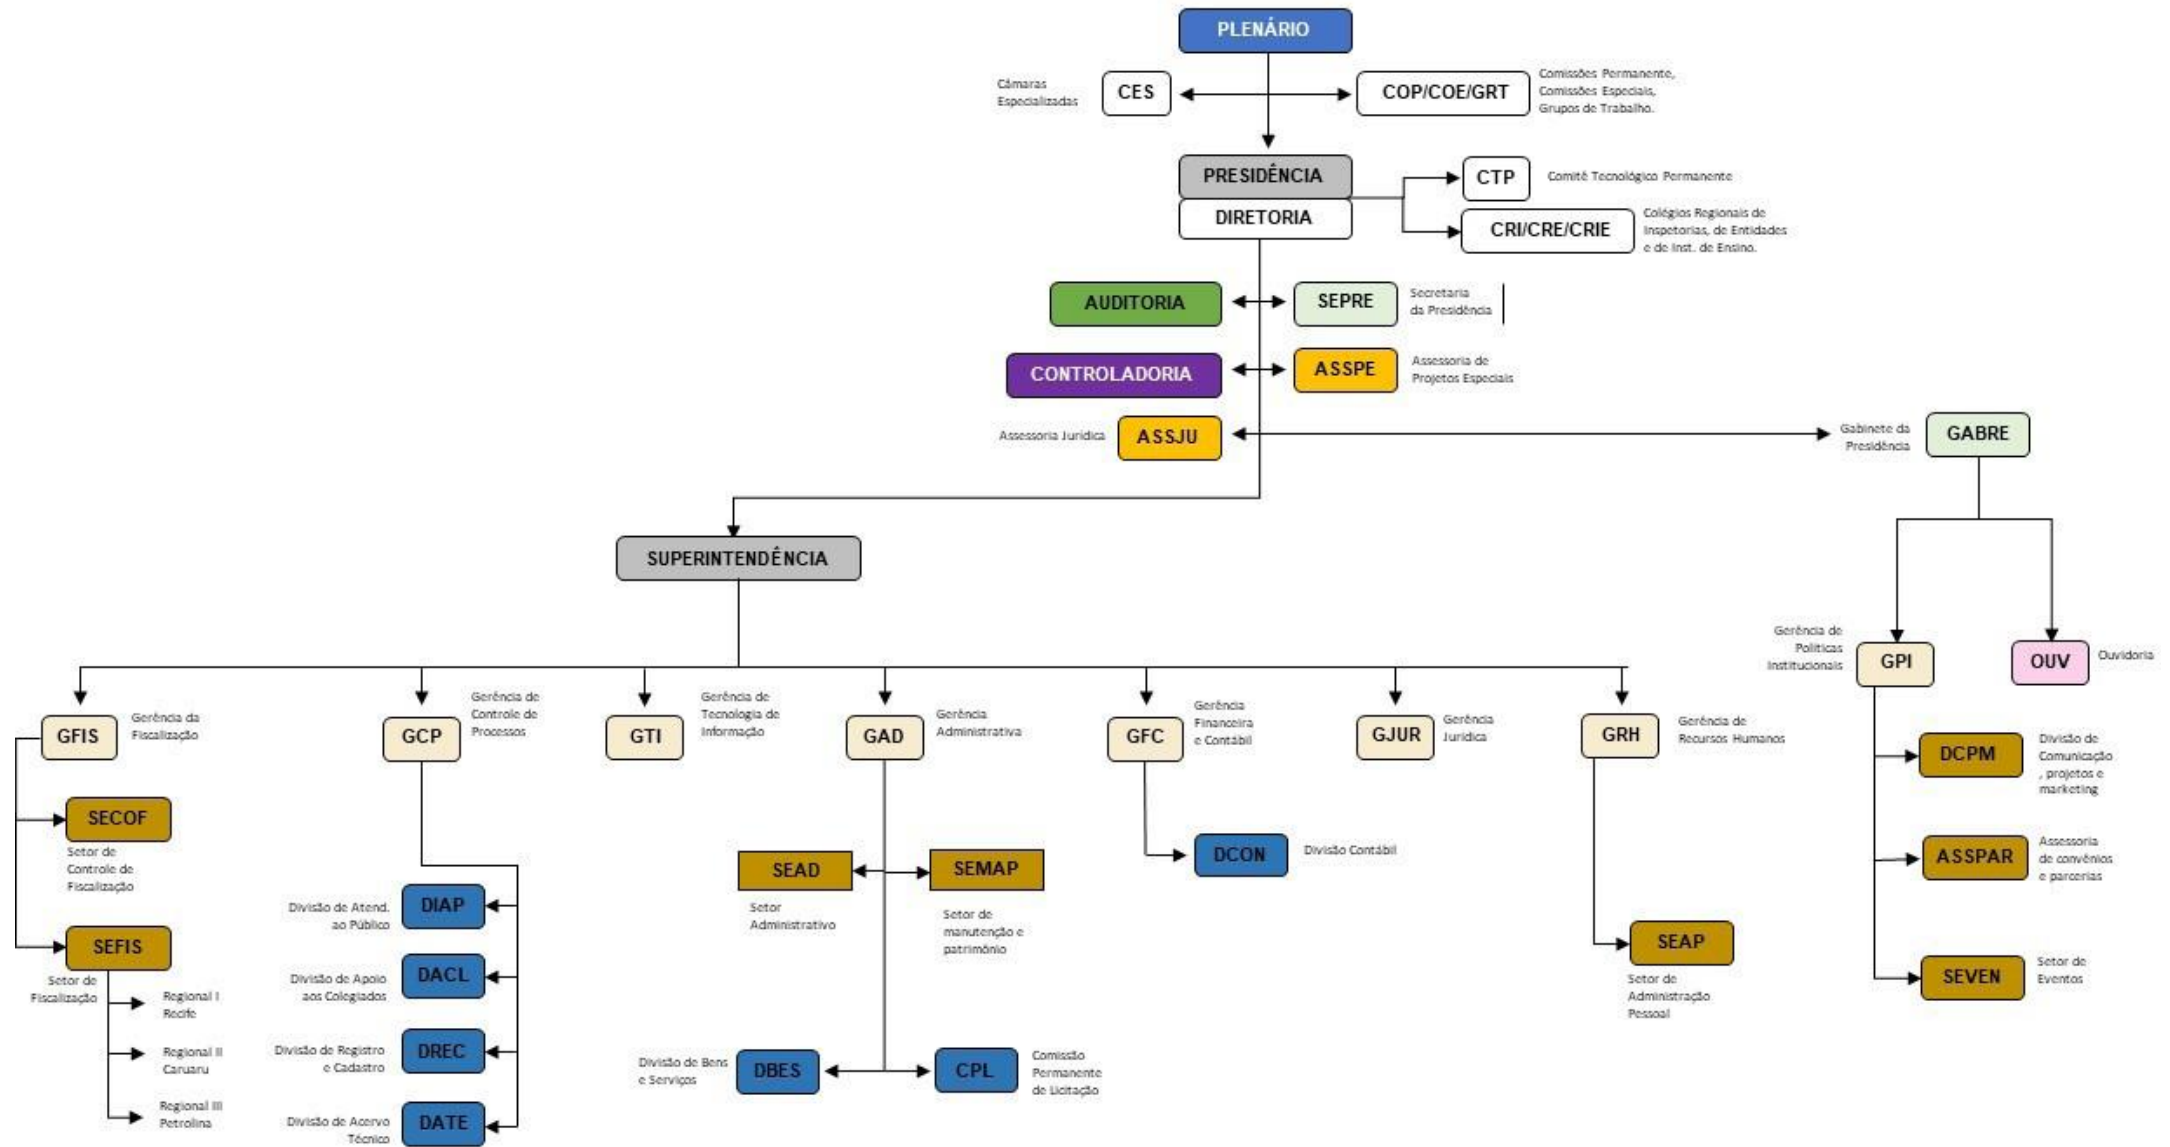 PLENÁRIO
Câmaras
Especializadas
CES
COP/COE/GRT
Comissões Permanente,
Comissões Especiais,
Grupos de Trabalho.
PRESIDÊNCIA
DIRETORIA
CTP
Comitê Tecnológico Permanente
CRI/CRE/CRIE
Colégios Regionais de
Inspetorias, de Entidades
e de Inst. de Ensino.
AUDITORIA
SEPRE
Secretaria
da Presidência
CONTROLADORIA
ASSPE
Assessoria de
Projetos Especiais
Assessoria Jurídica
ASSJU
Gabinete da
Presidência
GABRE
SUPERINTENDÊNCIA
Gerência de
Políticas
Institucionais
GPI
OUV
Ouvidoria
GFIS
Gerência da
Fiscalização
GCP
Gerência de
Controle de
Processos
GTI
Gerência de
Tecnologia de
Informação
GAD
Gerência
Administrativa
GFC
Gerência
Financeira
e Contábil
GJUR
Gerência
Jurídica
GRH
Gerência de
Recursos Humanos
DCPM
Divisão de
Comunicação
, projetos e
marketing
SECOF
Setor de
Controle de
Fiscalização
SEAD
Setor
Administrativo
SEMAP
Setor de
manutenção e
patrimônio
DCON
Divisão Contábil
ASSPAR
Assessoria
de convênios
e parcerias
Divisão de Atend.
ao Público
DIAP
SEFIS
Setor de
Fiscalização
SEAP
Setor de
Administração
Pessoal
SEVEN
Setor de
Eventos
Divisão de Apoio
aos Colegiados
DACL
Regional I
Recife
Regional II
Caruaru
Regional III
Petrolina
Divisão de Registro
e Cadastro
DREC
Divisão de Bens
e Serviços
DBES
CPL
Comissão
Permanente
de Licitação
Divisão de Acervo
Técnico
DATE